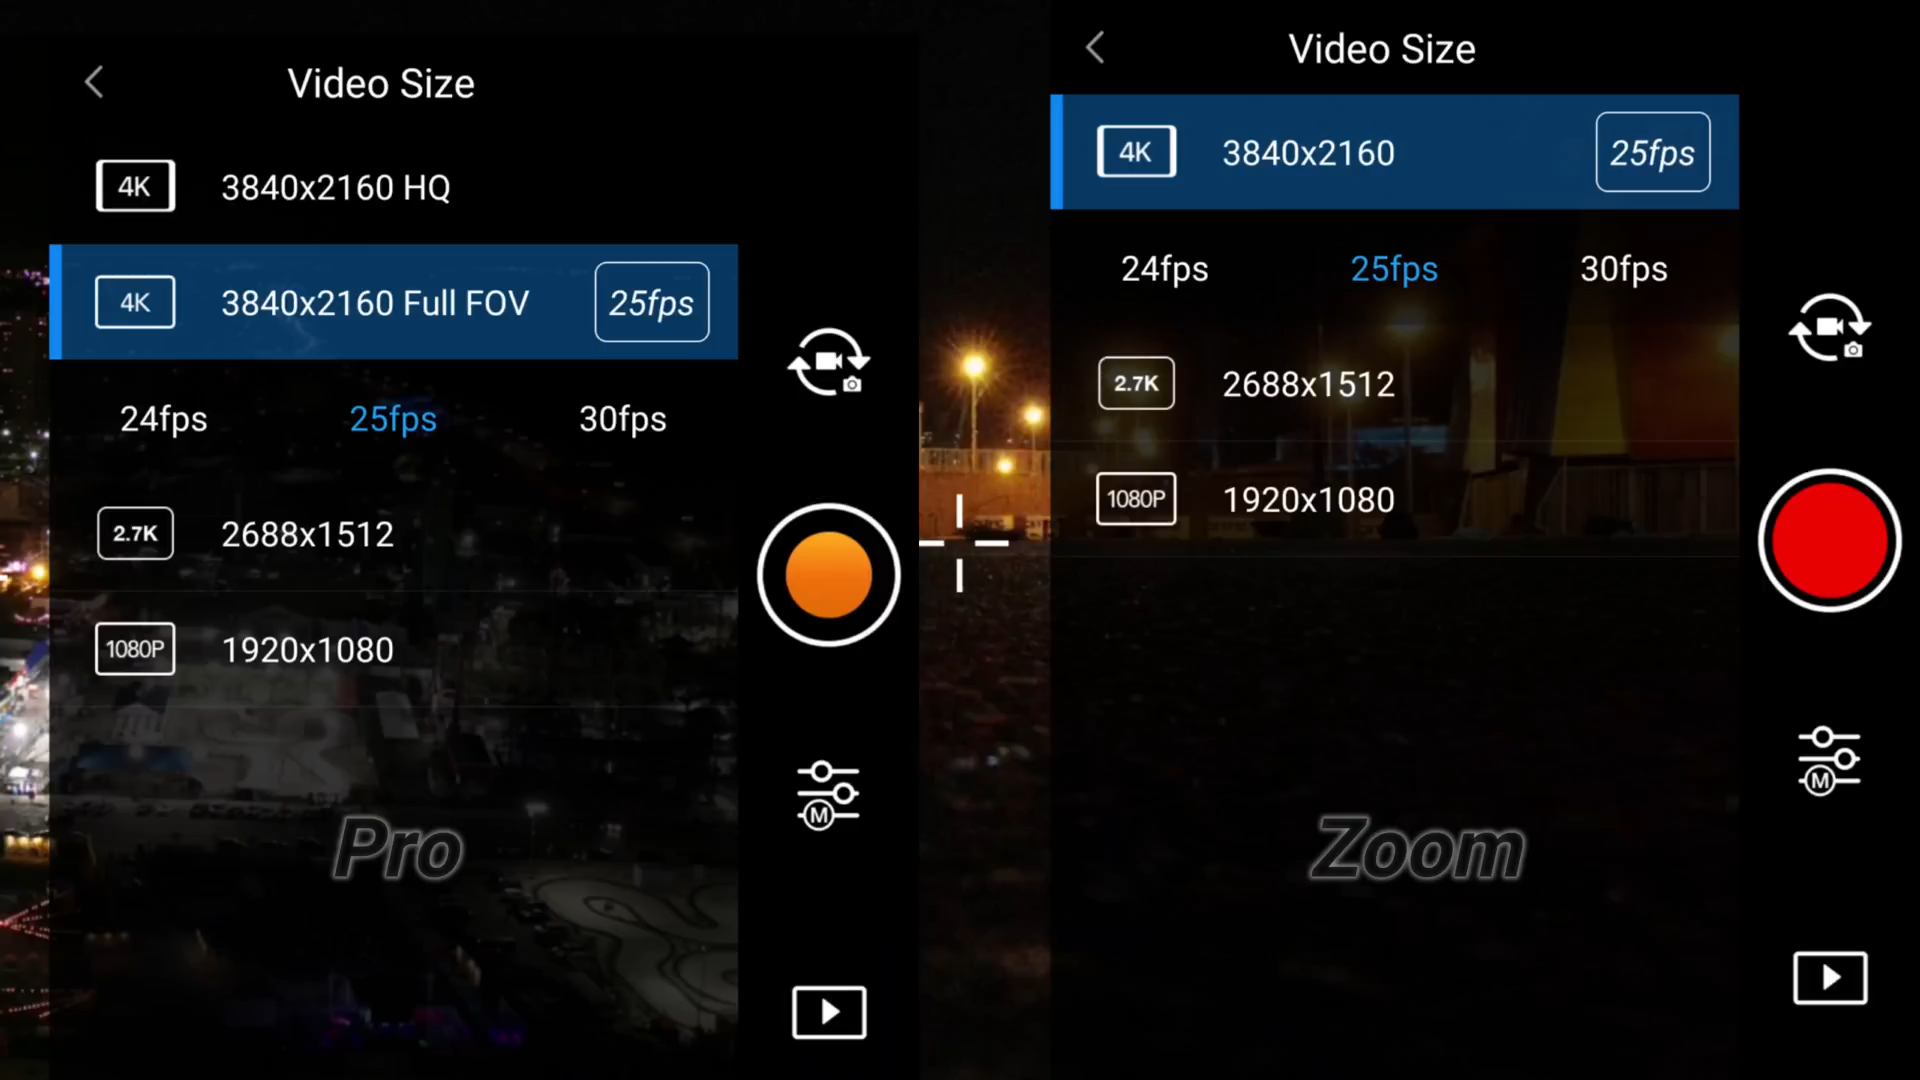 Video Size
4K 3840x2160 HQ
4K 3840x2160 Full FOV 25fps
24fps 25fps 30fps
2.7K 2688x1512
1080P 1920x1080
M
Pro
Video Size
4K 3840x2160 25fps
24fps 25fps 30fps
2.7K 2688x1512
1080P 1920x1080
M
Zoom